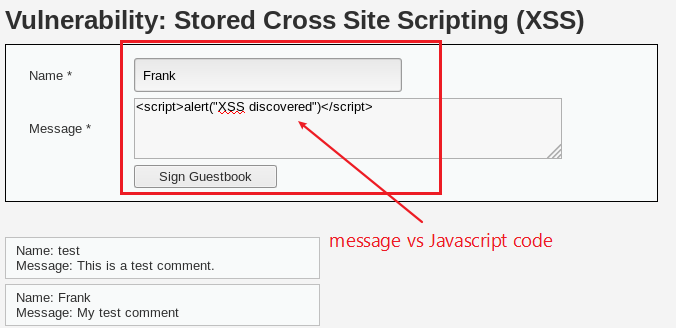 Vulnerability: Stored Cross Site Scripting (XSS)
Name *
Frank
Message *
<script>alert("XSS discovered")</script>
Sign Guestbook
message vs Javascript code
Name: test
Message: This is a test comment.
Name: Frank
Message: My test comment